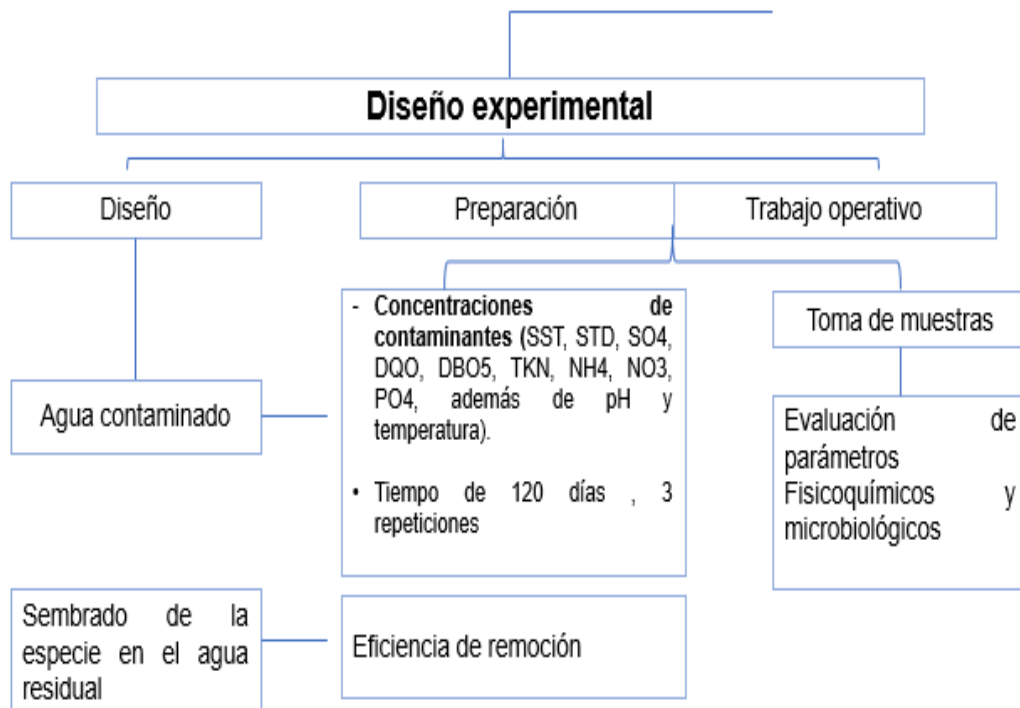 Diseño experimental
Diseño
Preparación
Trabajo operativo
- Concentraciones de
contaminantes (SST, STD, SO4,
DQO, DBO5, TKN, NH4, NO3,
PO4, además de pH y
temperatura).
• Tiempo de 120 días , 3
repeticiones
Toma de muestras
Agua contaminado
Evaluación de
parámetros
Fisicoquímicos y
microbiológicos
Sembrado de la
especie en el agua
residual
Eficiencia de remoción